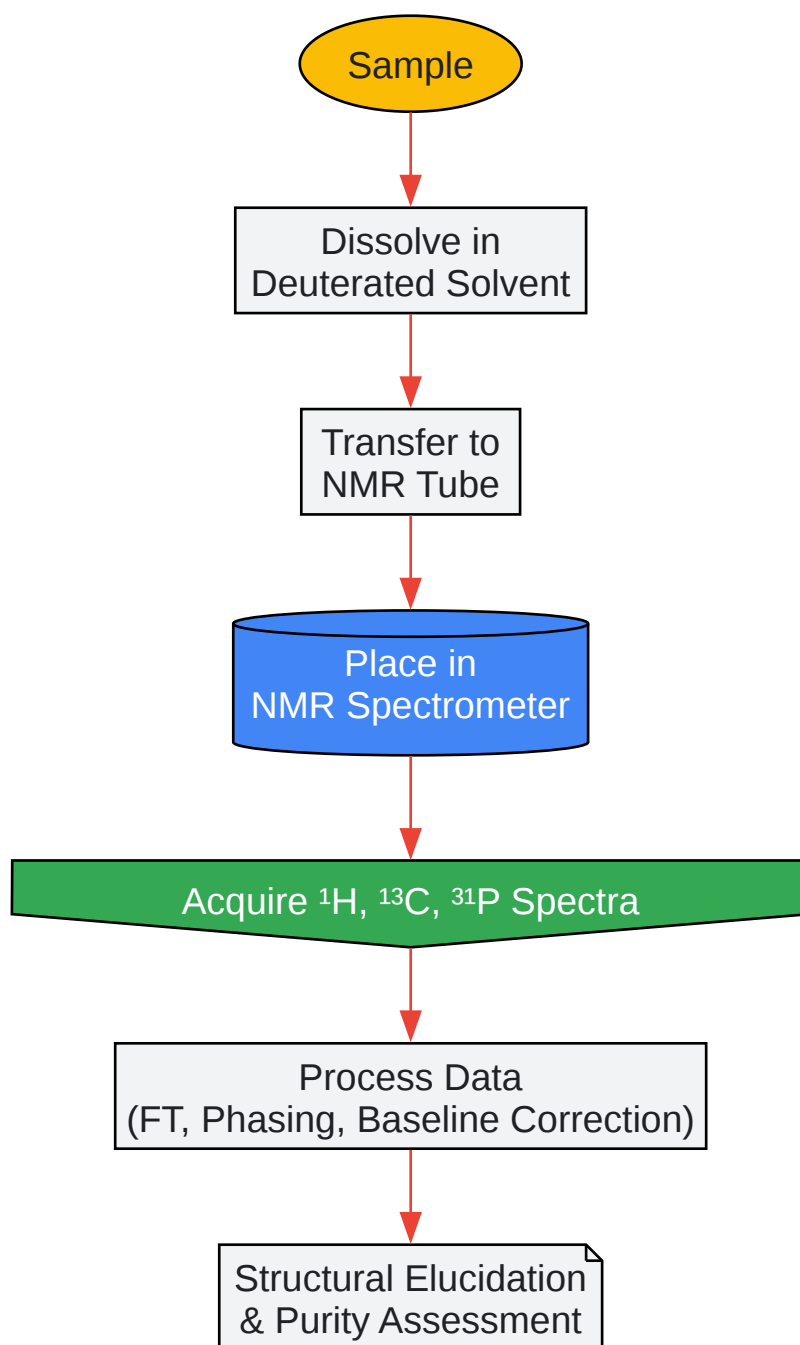 Sample
Dissolve in
Deuterated Solvent
Transfer to
NMR Tube
Place in
NMR Spectrometer
Acquire ¹H, ¹³C, ³¹P Spectra
Process Data
(FT, Phasing, Baseline Correction)
Structural Elucidation
& Purity Assessment